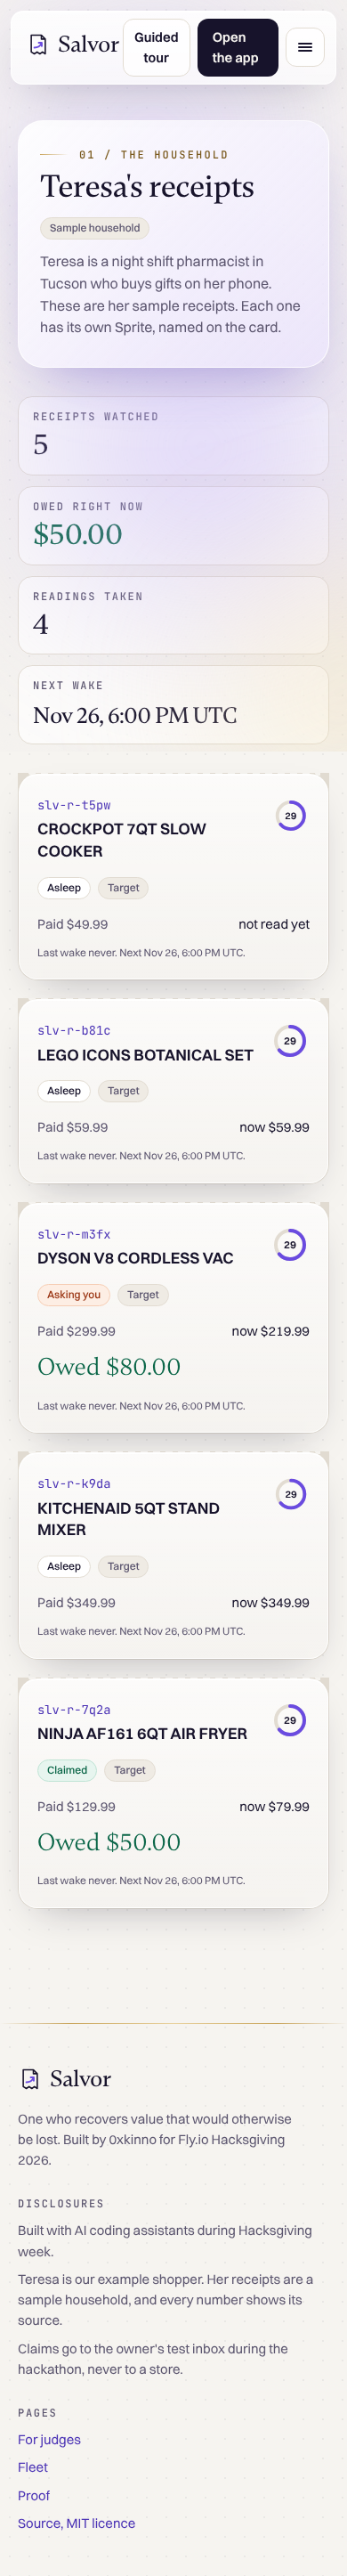 Salvor
Guided
tour
Open
the app
01 / THE HOUSEHOLD
Teresa's receipts
Sample household
Teresa is a night shift pharmacist in
Tucson who buys gifts on her phone.
These are her sample receipts. Each one
has its own Sprite, named on the card.
RECEIPTS WATCHED
5
OWED RIGHT NOW
$50.00
READINGS TAKEN
4
NEXT WAKE
Nov 26, 6:00 PM UTC
slv-r-t5pw
29
CROCKPOT 7QT SLOW
COOKER
Asleep Target
Paid $49.99 not read yet
Last wake never. Next Nov 26, 6:00 PM UTC.
slv-r-b81c
29
LEGO ICONS BOTANICAL SET
Asleep Target
Paid $59.99 now $59.99
Last wake never. Next Nov 26, 6:00 PM UTC.
slv-r-m3fx
29
DYSON V8 CORDLESS VAC
Asking you Target
Paid $299.99 now $219.99
Owed $80.00
Last wake never. Next Nov 26, 6:00 PM UTC.
slv-r-k9da
29
KITCHENAID 5QT STAND
MIXER
Asleep Target
Paid $349.99 now $349.99
Last wake never. Next Nov 26, 6:00 PM UTC.
slv-r-7q2a
29
NINJA AF161 6QT AIR FRYER
Claimed Target
Paid $129.99 now $79.99
Owed $50.00
Last wake never. Next Nov 26, 6:00 PM UTC.
Salvor
One who recovers value that would otherwise
be lost. Built by 0xkinno for Fly.io Hacksgiving
2026.
DISCLOSURES
Built with AI coding assistants during Hacksgiving
week.
Teresa is our example shopper. Her receipts are a
sample household, and every number shows its
source.
Claims go to the owner's test inbox during the
hackathon, never to a store.
PAGES
For judges
Fleet
Proof
Source, MIT licence